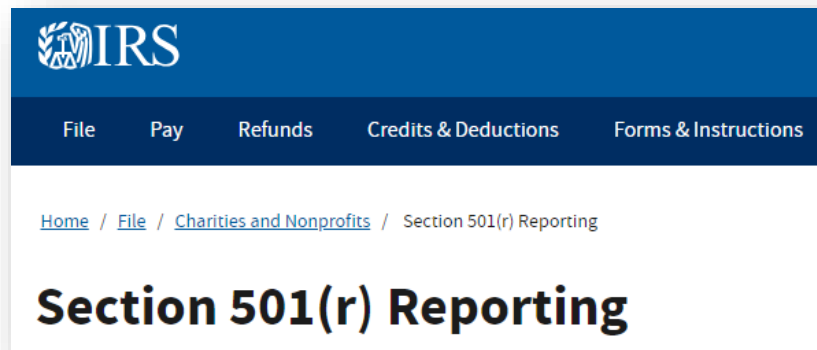 IRS
File Pay Refunds Credits & Deductions Forms & Instructions
Home / File / Charities and Nonprofits / Section 501(r) Reporting
Section 501(r) Reporting